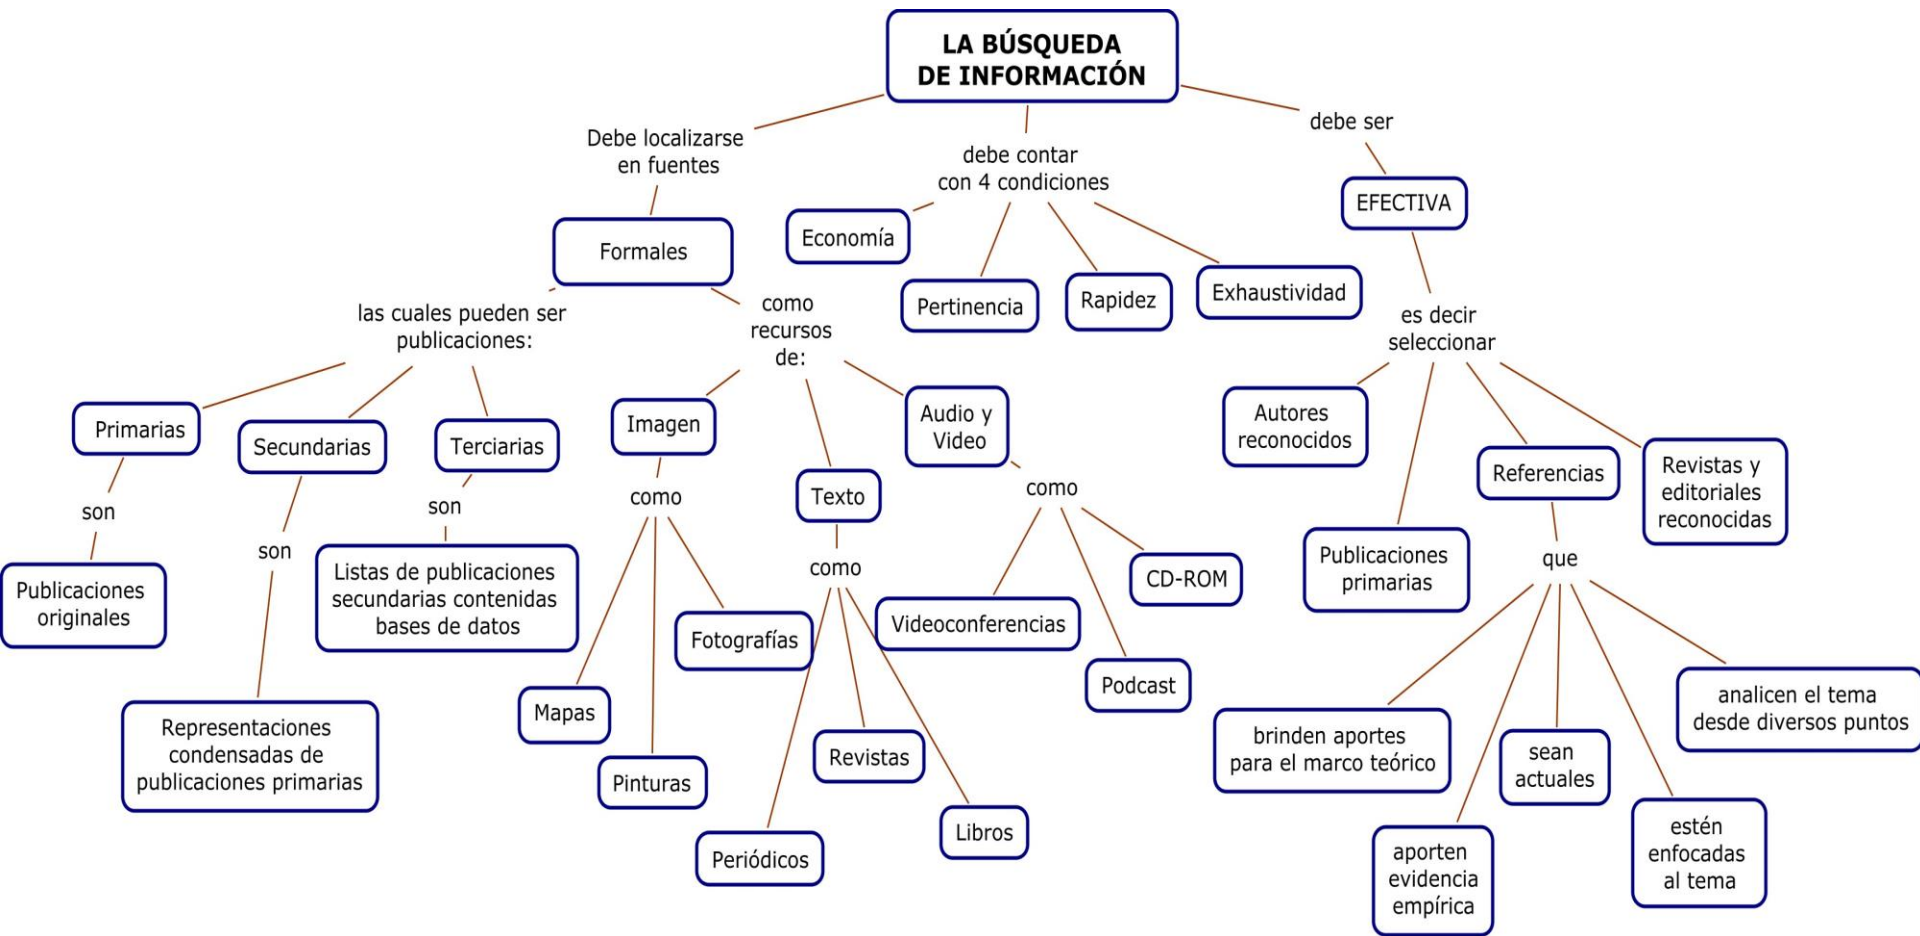 LA BÚSQUEDA
DE INFORMACIÓN
Debe localizarse
en fuentes
debe contar
con 4 condiciones
debe ser
Formales
Economía
Pertinencia
Rapidez
Exhaustividad
EFECTIVA
las cuales pueden ser
publicaciones:
como
recursos
de:
es decir
seleccionar
Primarias
Secundarias
Terciarias
Imagen
Texto
Audio y
Video
Autores
reconocidos
Publicaciones
primarias
Referencias
Revistas y
editoriales
reconocidas
son
son
son
como
como
como
que
Publicaciones
originales
Representaciones
condensadas de
publicaciones primarias
Listas de publicaciones
secundarias contenidas
bases de datos
Mapas
Pinturas
Fotografías
Periódicos
Revistas
Libros
Videoconferencias
Podcast
CD-ROM
brinden aportes
para el marco teórico
aporten
evidencia
empírica
sean
actuales
estén
enfocadas
al tema
analicen el tema
desde diversos puntos